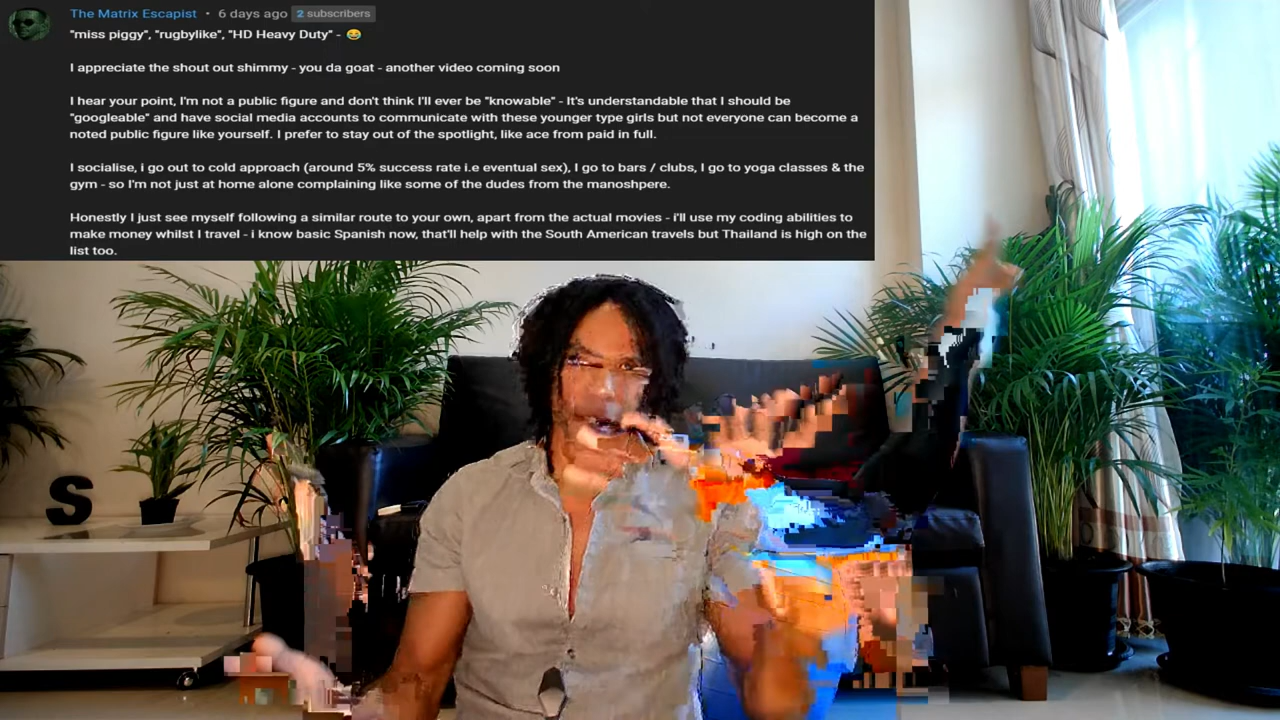 The Matrix Escapist • 6 days ago 2 subscribers
"miss piggy", "rugbylike", "HD Heavy Duty" - 😂
I appreciate the shout out shimmy - you da goat - another video coming soon
I hear your point, I'm not a public figure and don't think I'll ever be "knowable" - It's understandable that I should be
"googleable" and have social media accounts to communicate with these younger type girls but not everyone can become a
noted public figure like yourself. I prefer to stay out of the spotlight, like ace from paid in full.
I socialise, i go out to cold approach (around 5% success rate i.e eventual sex), I go to bars / clubs, I go to yoga classes & the
gym - so I'm not just at home alone complaining like some of the dudes from the manoshpere.
Honestly I just see myself following a similar route to your own, apart from the actual movies - i'll use my coding abilities to
make money whilst I travel - i know basic Spanish now, that'll help with the South American travels but Thailand is high on the
list too.
S